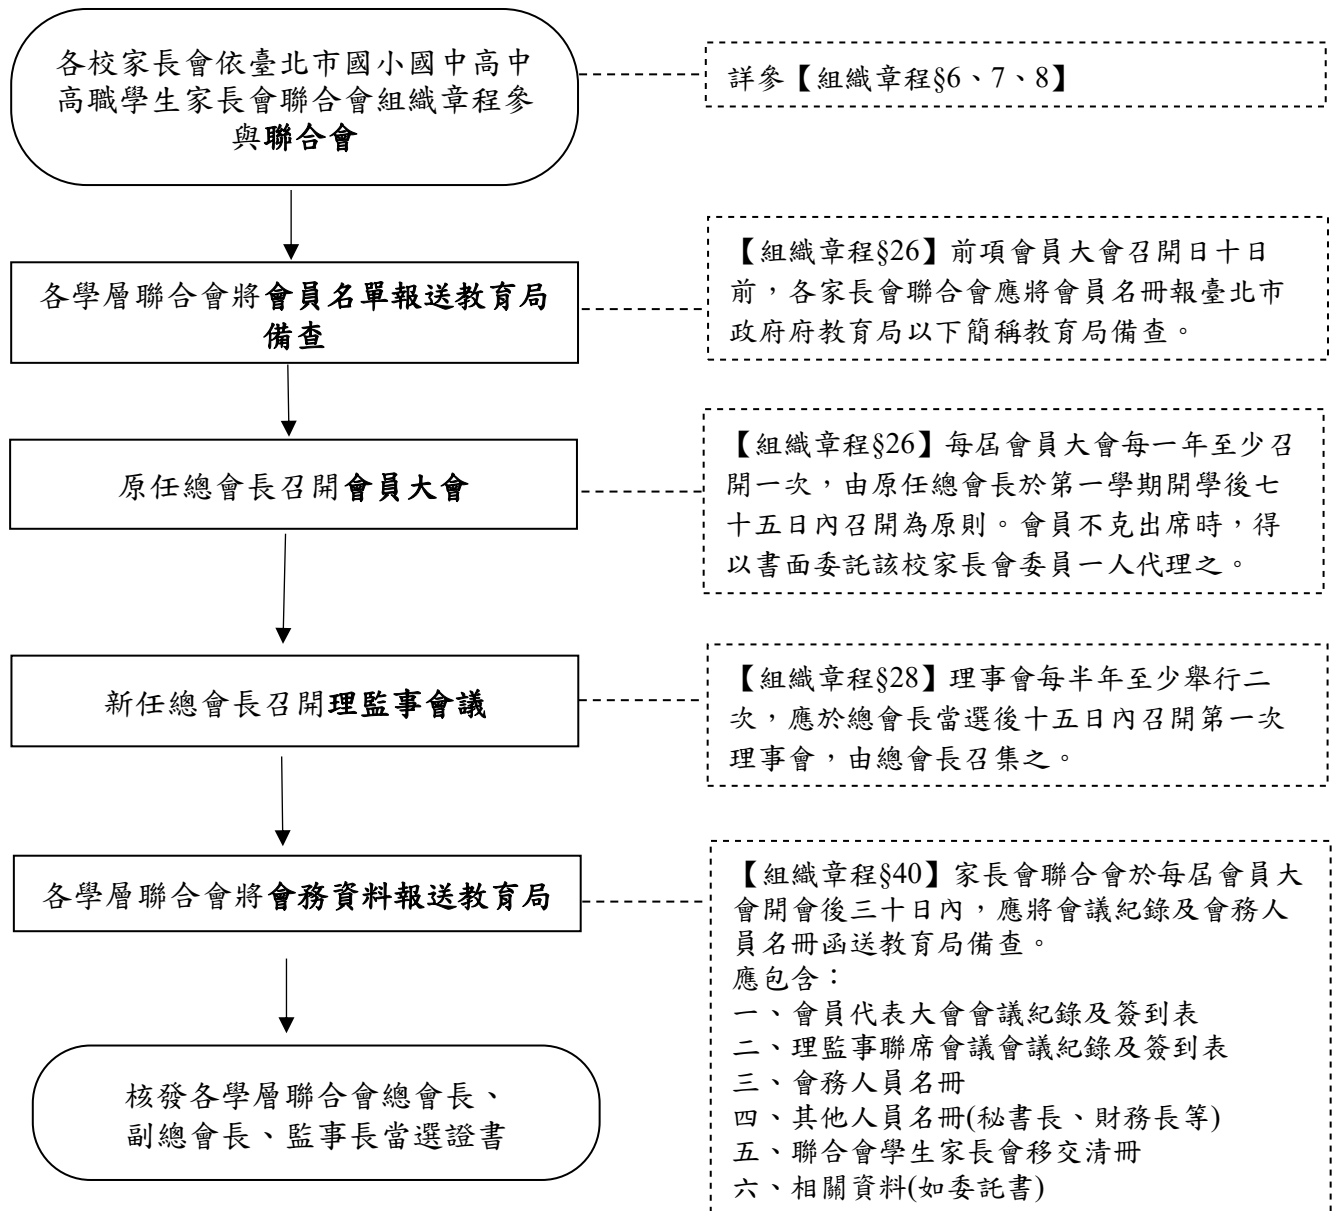 各校家長會依臺北市國小國中高中
高職學生家長會聯合會組織章程參
與聯合會
詳參【組織章程§6、7、8】
各學層聯合會將會員名單報送教育局
備查
【組織章程§26】前項會員大會召開日十日
前，各家長會聯合會應將會員名冊報臺北市
政府府教育局以下簡稱教育局備查。
原任總會長召開會員大會
【組織章程§26】每屆會員大會每一年至少召
開一次，由原任總會長於第一學期開學後七
十五日內召開為原則。會員不克出席時，得
以書面委託該校家長會委員一人代理之。
新任總會長召開理監事會議
【組織章程§28】理事會每半年至少舉行二
次，應於總會長當選後十五日內召開第一次
理事會，由總會長召集之。
各學層聯合會將會務資料報送教育局
【組織章程§40】家長會聯合會於每屆會員大
會開會後三十日內，應將會議紀錄及會務人
員名冊函送教育局備查。
應包含：
一、會員代表大會會議紀錄及簽到表
二、理監事聯席會議會議紀錄及簽到表
三、會務人員名冊
四、其他人員名冊(秘書長、財務長等)
五、聯合會學生家長會移交清冊
六、相關資料(如委託書)
核發各學層聯合會總會長、
副總會長、監事長當選證書